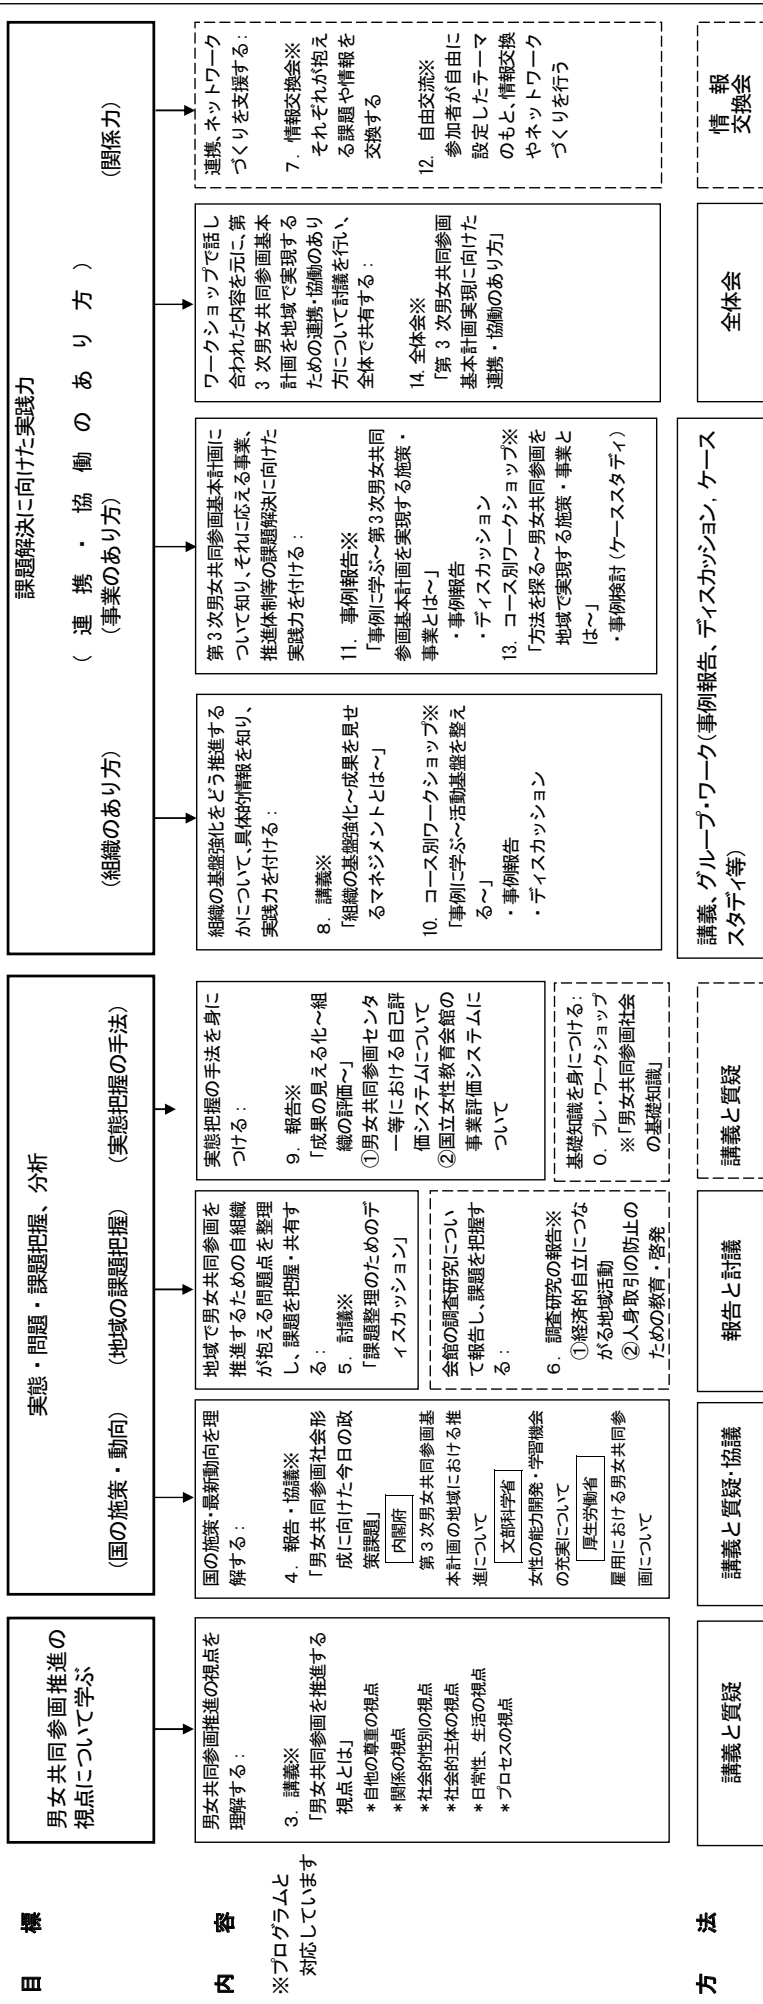 目　標
男女共同参画推進の
視点について学ぶ
実態・問題・課題把握、分析
(国の施策・動向)
(地域の課題把握)
(実態把握の手法)
課題解決に向けた実践力
( 連 携 ・ 協 働 の あ り 方 )
(組織のあり方)
(事業のあり方)
(関係力)
内　容
※プログラムと
対応しています
男女共同参画推進の視点を
理解する：
3．講義※
「男女共同参画を推進する
視点とは」
＊自他の尊重の視点
＊関係の視点
＊社会的性別の視点
＊社会的主体の視点
＊日常性、生活の視点
＊プロセスの視点
国の施策・最新動向を理
解する：
4．報告・協議※
「男女共同参画社会形
成に向けた今日の政
策課題」
内閣府
第３次男女共同参画基
本計画の地域における推
進について
文部科学省
女性の能力開発・学習機会
の充実について
厚生労働省
雇用における男女共同参
画について
地域で男女共同参画を
推進するための自組織
が抱える問題点を整理
し、課題を把握・共有す
る：
5．討議※
「課題整理のためのデ
ィスカッション」
会館の調査研究につい
て報告し、課題を把握す
る：
6．調査研究の報告※
①経済的自立につな
がる地域活動
②人身取引の防止の
ための教育・啓発
実態把握の手法を身に
つける：
9．報告※
「成果の見える化～組
織の評価～」
①男女共同参画センタ
ー等における自己評
価システムについて
②国立女性教育会館の
事業評価システムに
ついて
基礎知識を身につける：
0．プレ・ワークショップ
※「男女共同参画社会
の基礎知識」
組織の基盤強化をどう推進する
かについて、具体的情報を知り、
実践力を付ける：
8．講義※
「組織の基盤強化～成果を見せ
るマネジメントとは～」
10．コース別ワークショップ※
「事例に学ぶ～活動基盤を整え
る～」
・事例報告
・ディスカッション
第３次男女共同参画基本計画に
ついて知り、それに応える事業、
推進体制等の課題解決に向けた
実践力を付ける：
11．事例報告※
「事例に学ぶ～第３次男女共同
参画基本計画を実現する施策・
事業とは～」
・事例報告
・ディスカッション
13．コース別ワークショップ※
「方法を探る～男女共同参画を
地域で実現する施策・事業と
は～」
・事例検討（ケーススタディ）
ワークショップで話し
合われた内容を元に、第
3 次男女共同参画基本
計画を地域で実現する
ための連携・協働のあり
方について討議を行い、
全体で共有する：
14．全体会※
「第 3 次男女共同参画
基本計画実現に向けた
連携・協働のあり方」
連携、ネットワーク
づくりを支援する：
7．情報交換会※
それぞれが抱え
る課題や情報を
交換する
12．自由交流※
参加者が自由に
設定したテーマ
のもと、情報交換
やネットワーク
づくりを行う
方　法
講義と質疑
講義と質疑・協議
報告と討議
講義と質疑
講義、グループ・ワーク（事例報告、ディスカッション、ケース
スタディ等）
全体会
情　報
交換会